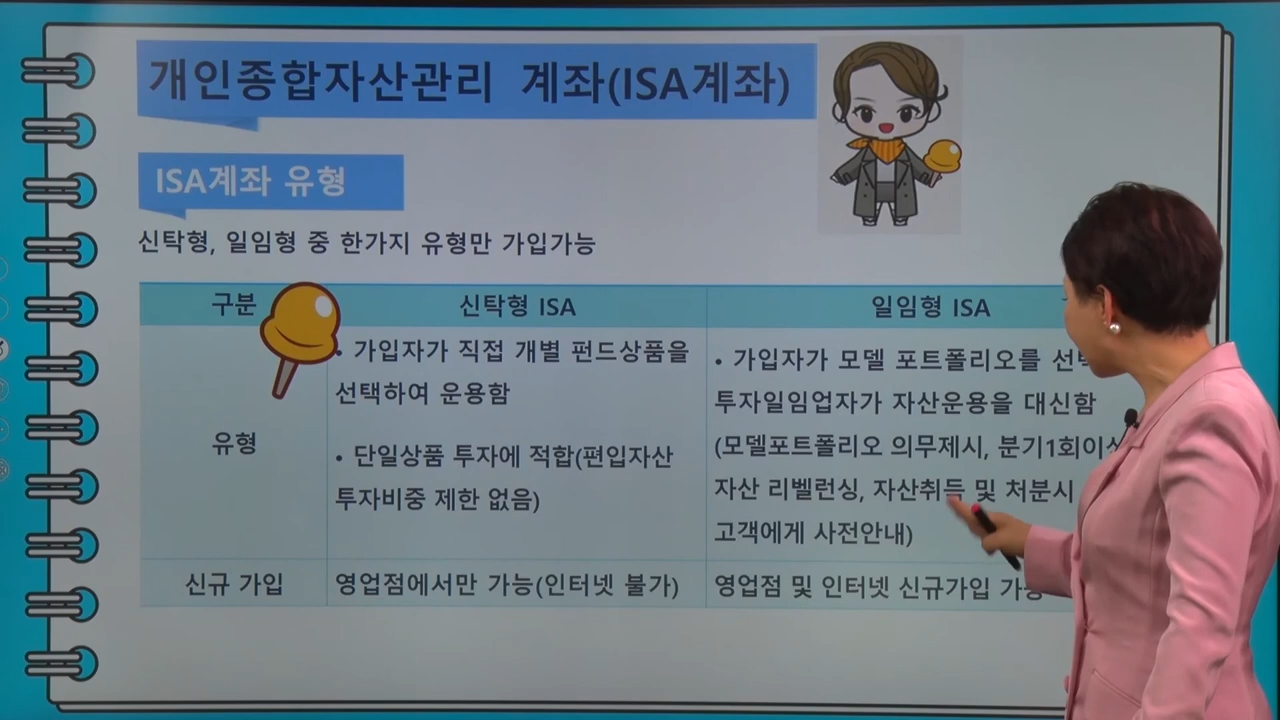 개인종합자산관리 계좌(ISA계좌)
ISA계좌 유형
신탁형, 일임형 중 한가지 유형만 가입가능
구분
신탁형 ISA
일임형 ISA
유형
• 가입자가 직접 개별 펀드상품을
선택하여 운용함
• 단일상품 투자에 적합(편입자산
투자비중 제한 없음)
• 가입자가 모델 포트폴리오를
투자일임업자가 자산운용을 대신함
(모델포트폴리오 의무제시, 분기1회이상
자산 리벨런싱, 자산취득 및 처분시
고객에게 사전안내)
신규 가입
영업점에서만 가능(인터넷 불가)
영업점 및 인터넷 신규가입